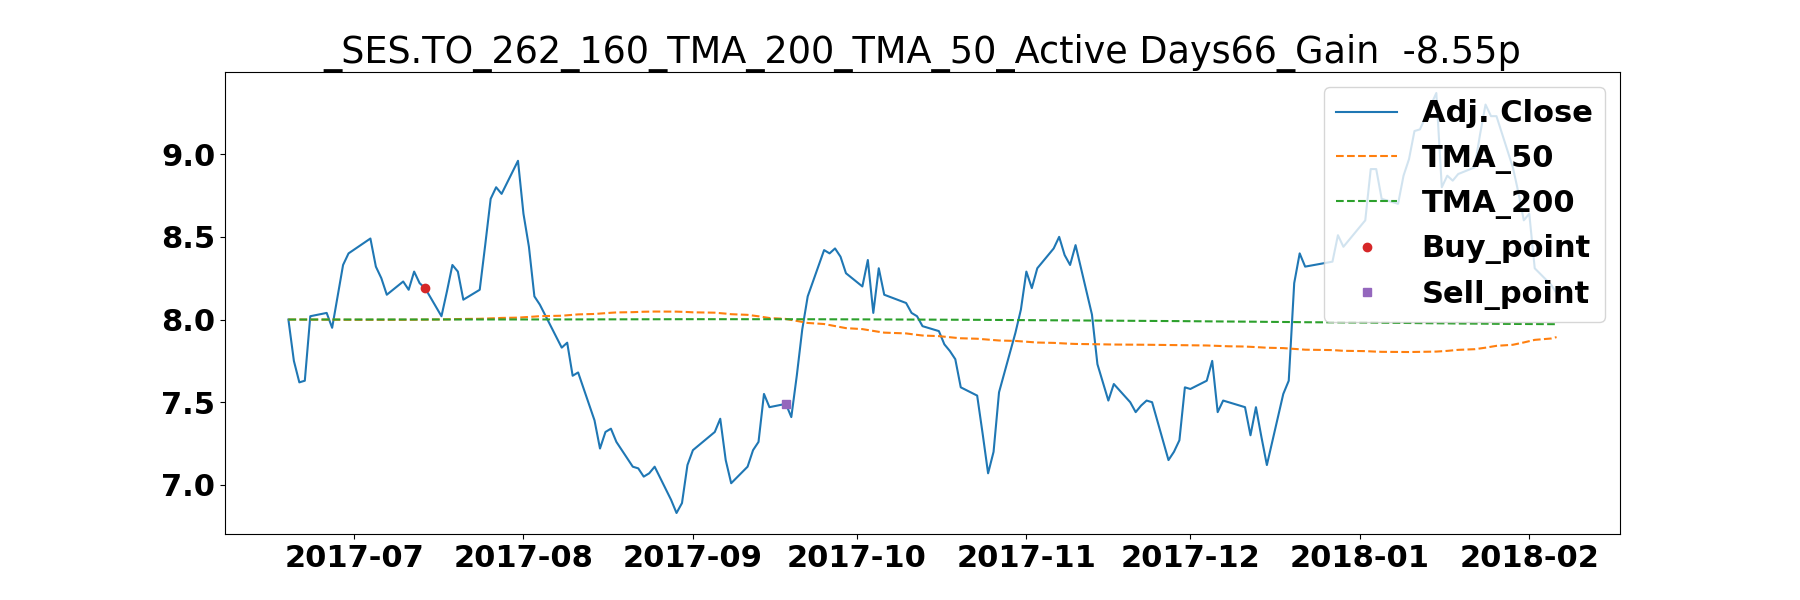 _SES.TO_262_160_TMA_200_TMA_50_Active Days66_Gain  -8.55p
Adj. Close
TMA_50
TMA_200
Buy_point
Sell_point
9.0
8.5
8.0
7.5
7.0
2017-07 2017-08 2017-09 2017-10 2017-11 2017-12 2018-01 2018-02